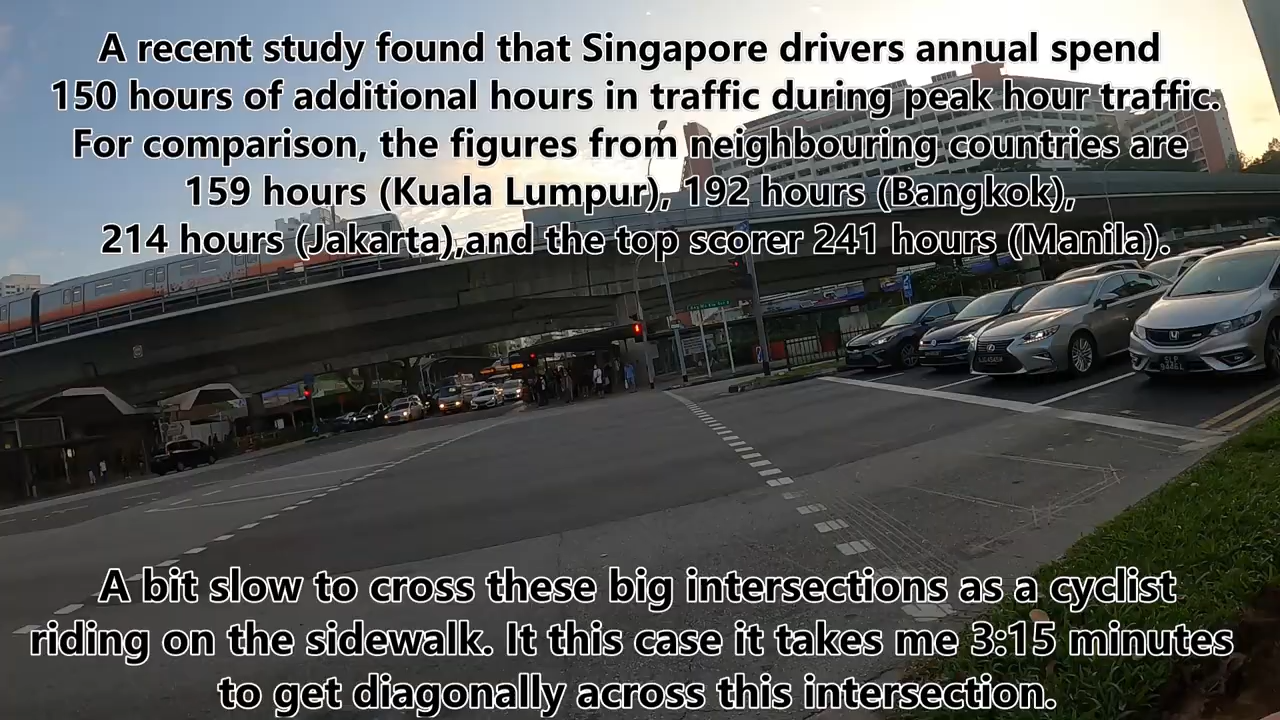 A recent study found that Singapore drivers annual spend
150 hours of additional hours in traffic during peak hour traffic.
For comparison, the figures from neighbouring countries are
159 hours (Kuala Lumpur), 192 hours (Bangkok),
214 hours (Jakarta),and the top scorer 241 hours (Manila).
A bit slow to cross these big intersections as a cyclist
riding on the sidewalk. It this case it takes me 3:15 minutes
to get diagonally across this intersection.